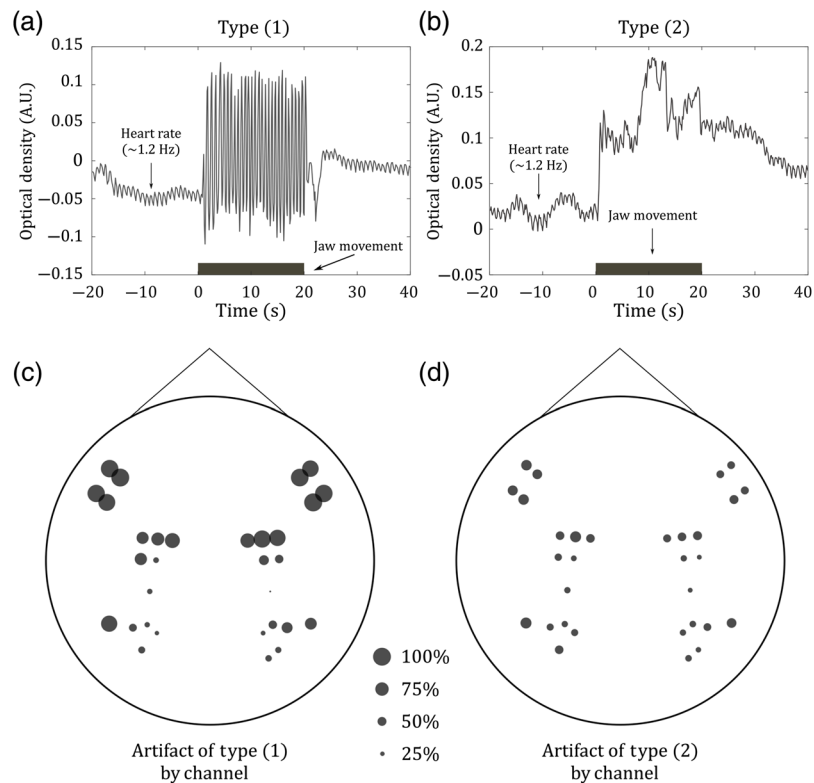 (a)
Type (1)
0.15
0.1
0.05
0
−0.05
−0.1
−0.15
Optical density (A.U.)
Heart rate
(~1.2 Hz)
Jaw movement
−20
−10
0
10
20
30
40
Time (s)
(b)
Type (2)
0.2
0.15
0.1
0.05
0
−0.05
Optical density (A.U.)
Heart rate
(~1.2 Hz)
Jaw movement
−20
−10
0
10
20
30
40
Time (s)
(c)
(d)
100%
75%
50%
25%
Artifact of type (1)
by channel
Artifact of type (2)
by channel